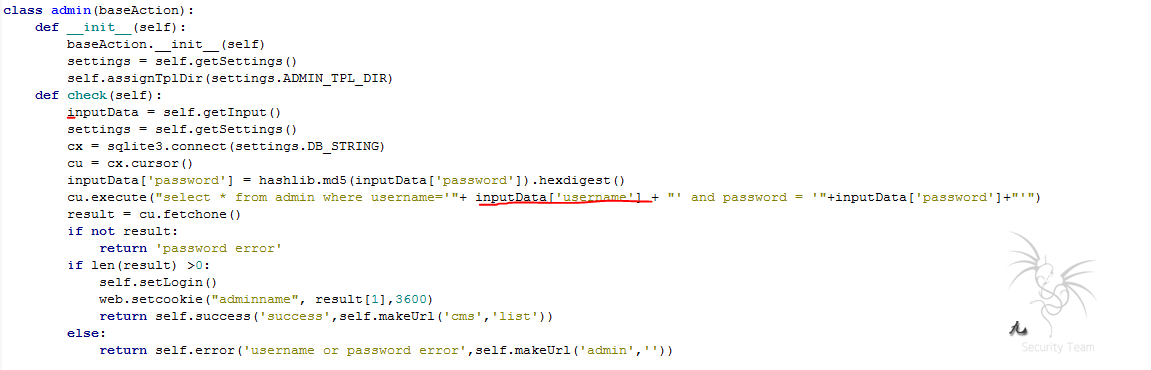 class admin(baseAction):
    def __init__(self):
        baseAction.__init__(self)
        settings = self.getSettings()
        self.assignTplDir(settings.ADMIN_TPL_DIR)
    def check(self):
        inputData = self.getInput()
        settings = self.getSettings()
        cx = sqlite3.connect(settings.DB_STRING)
        cu = cx.cursor()
        inputData['password'] = hashlib.md5(inputData['password']).hexdigest()
        cu.execute("select * from admin where username='"+ inputData['username'] + "' and password = '"+inputData['password']+"'")
        result = cu.fetchone()
        if not result:
            return 'password error'
        if len(result) >0:
            self.setLogin()
            web.setcookie("adminname", result[1],3600)
            return self.success('success',self.makeUrl('cms','list'))
        else:
            return self.error('username or password error',self.makeUrl('admin',''))
Security Team